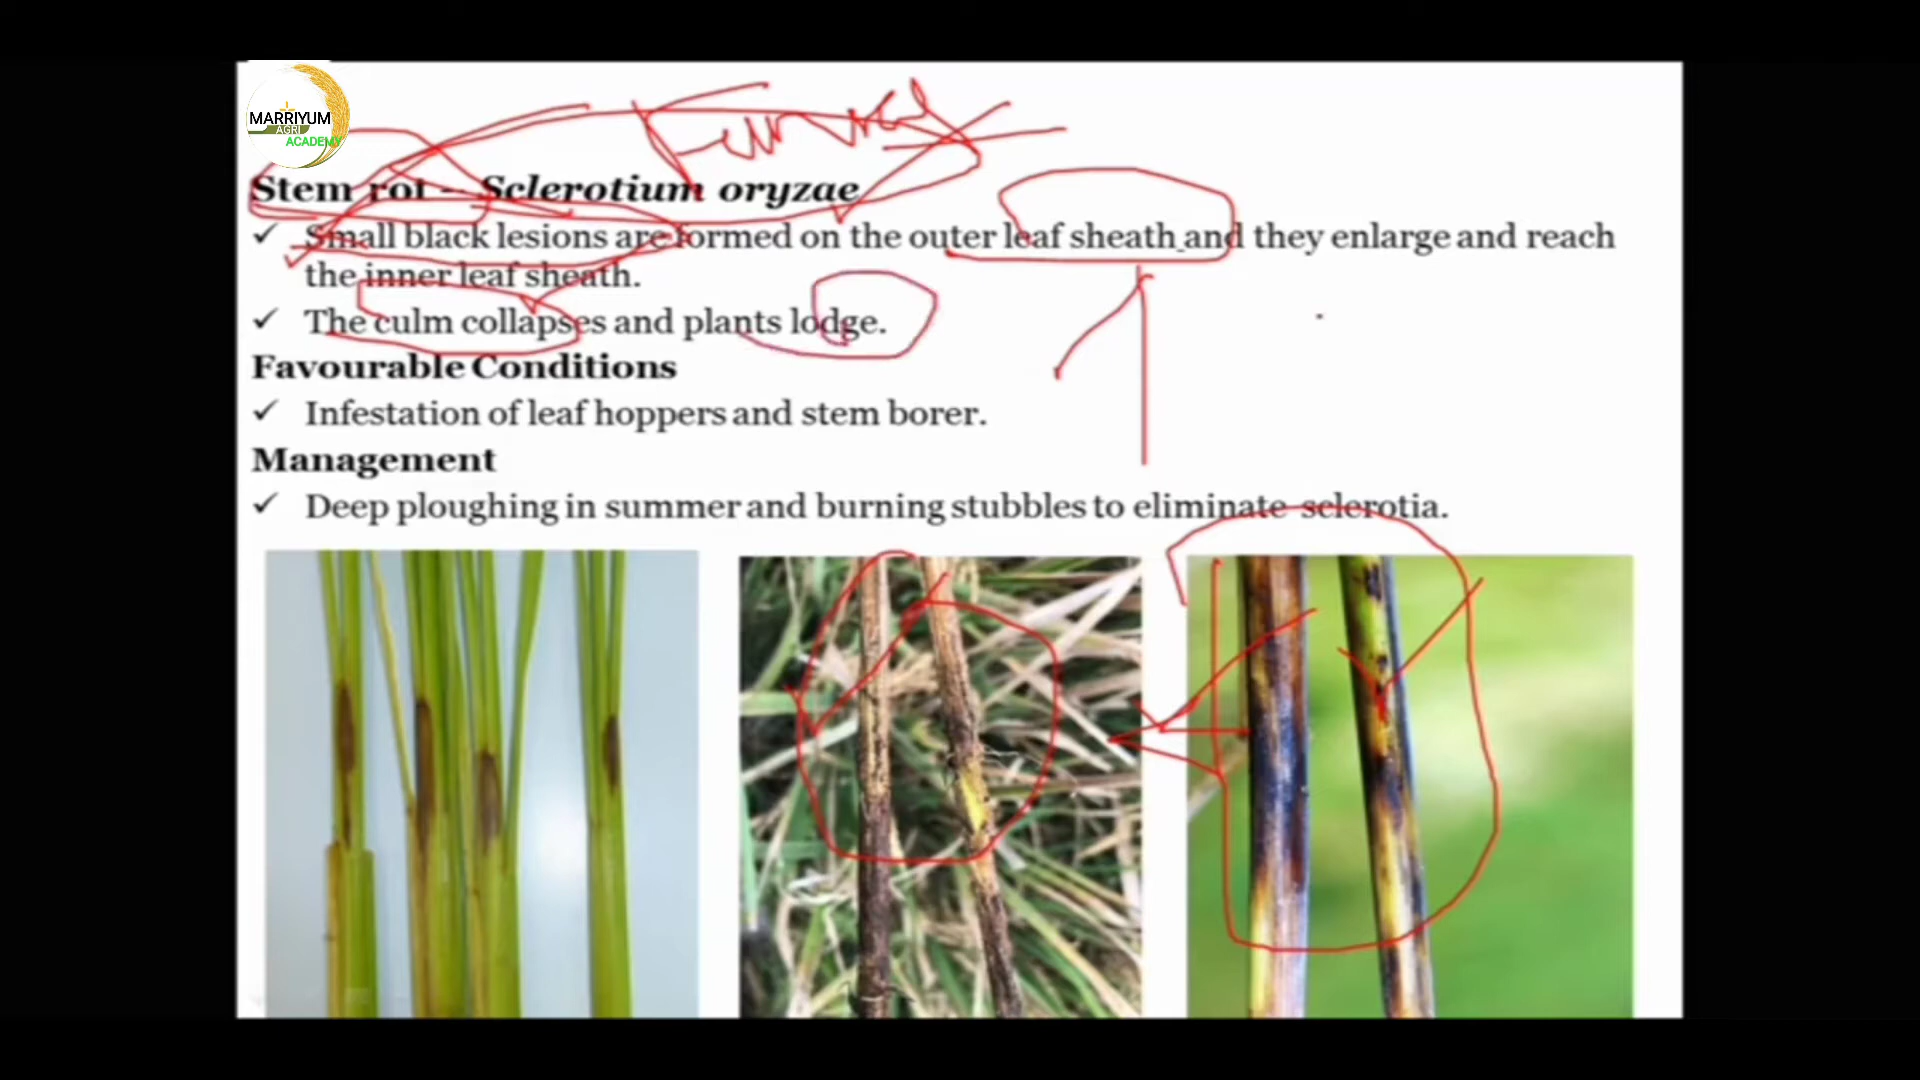 MARRIYUM
AGRI
ACADEMY
Stem rot – Sclerotium oryzae
✓ Small black lesions are formed on the outer leaf sheath and they enlarge and reach
the inner leaf sheath.
✓ The culm collapses and plants lodge.
Favourable Conditions
✓ Infestation of leaf hoppers and stem borer.
Management
✓ Deep ploughing in summer and burning stubbles to eliminate sclerotia.